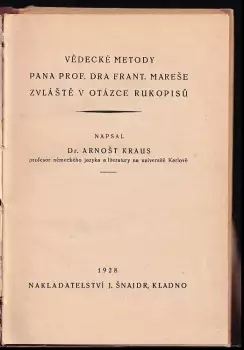 VĚDECKÉ METODY
PANA PROF. DRA FRANT. MAREŠE
ZVLÁŠTĚ V OTÁZCE RUKOPISŮ
NAPSAL
Dr. ARNOŠT KRAUS
profesor německého jazyka a literatury na universitě Karlově
1928
NAKLADATELSTVÍ J. ŠNAJDR, KLADNO